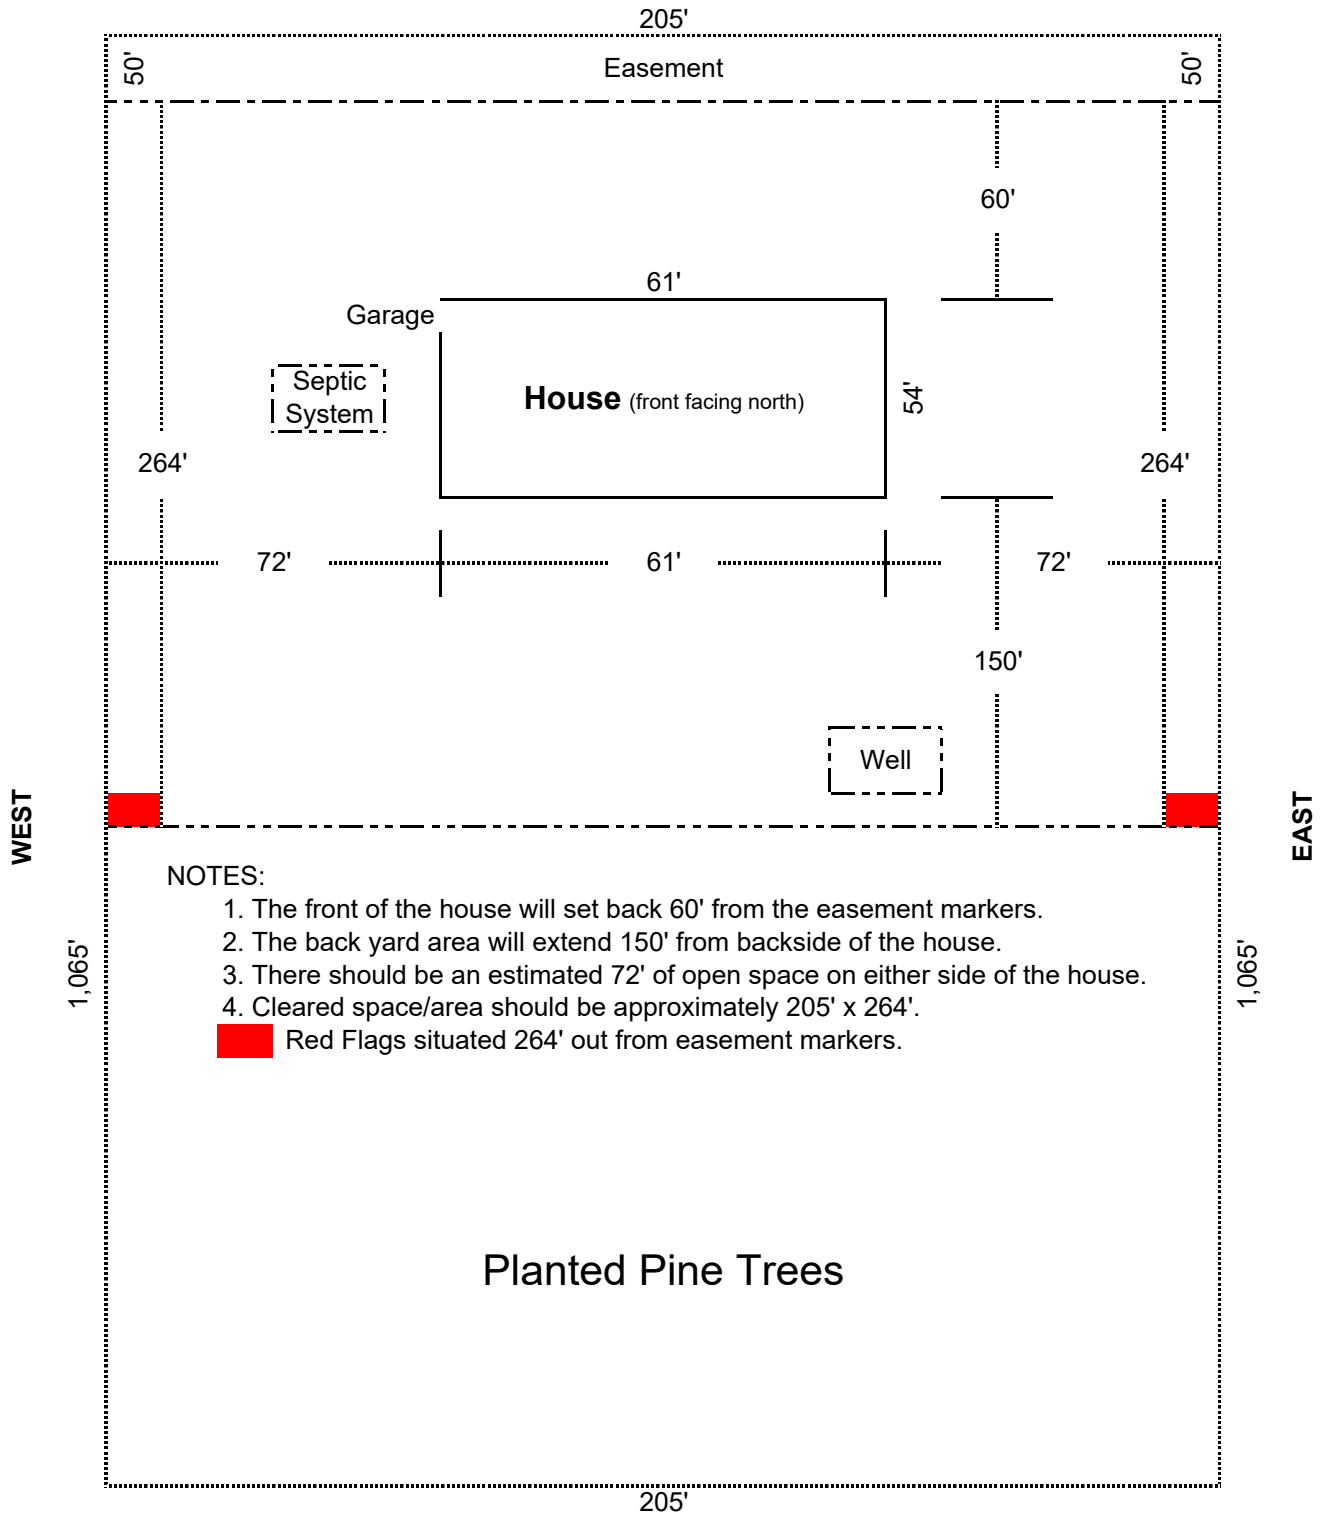 205'
50'
Easement
50'
60'
61'
Garage
Septic
System
House (front facing north)
54'
264'
264'
72'
61'
72'
150'
Well
WEST
EAST
NOTES:
1. The front of the house will set back 60' from the easement markers.
2. The back yard area will extend 150' from backside of the house.
3. There should be an estimated 72' of open space on either side of the house.
4. Cleared space/area should be approximately 205' x 264'.
Red Flags situated 264' out from easement markers.
1,065'
1,065'
Planted Pine Trees
205'